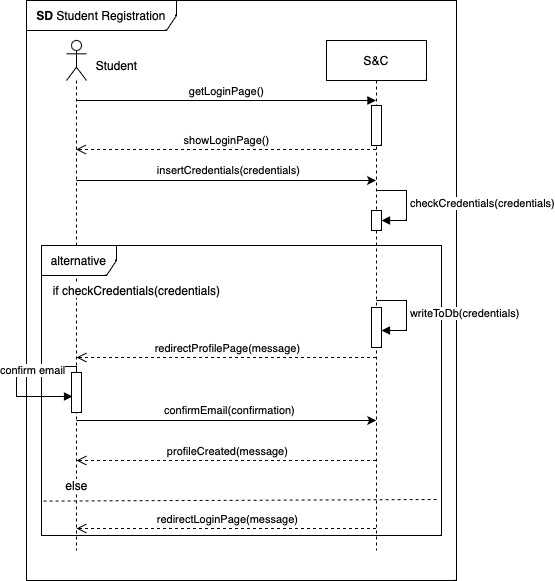 SD Student Registration
Student
S&C
getLoginPage()
showLoginPage()
insertCredentials(credentials)
checkCredentials(credentials)
alternative
if checkCredentials(credentials)
writeToDb(credentials)
redirectProfilePage(message)
confirm email
confirmEmail(confirmation)
profileCreated(message)
else
redirectLoginPage(message)